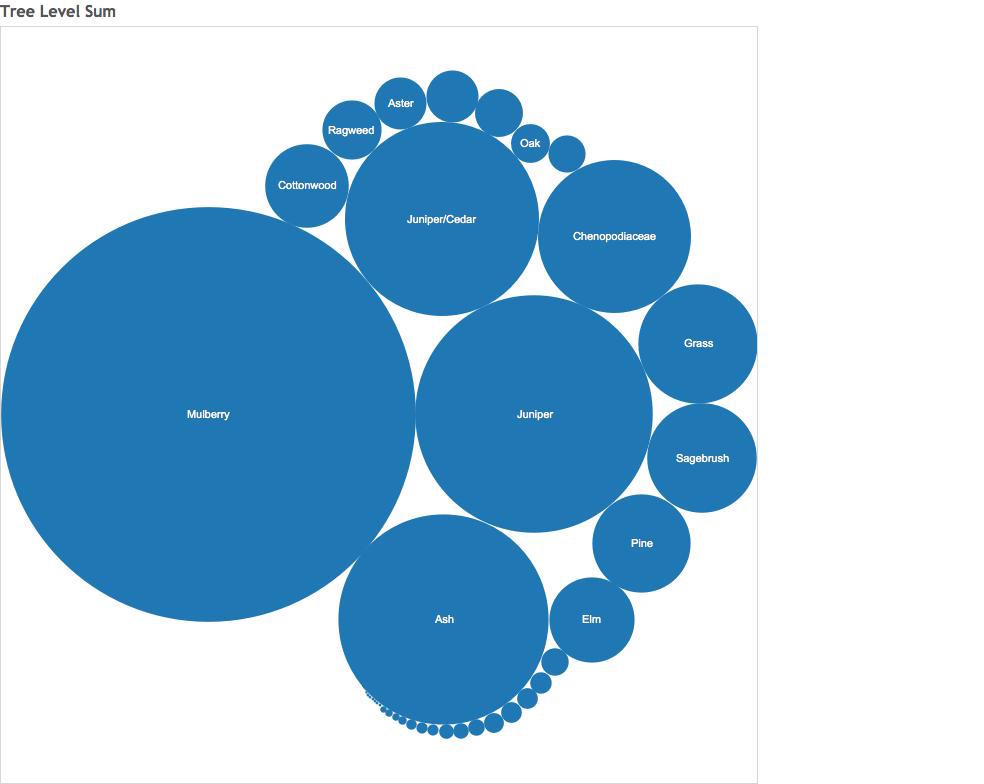 Tree Level Sum
Aster
Ragweed
Oak
Cottonwood
Juniper/Cedar
Chenopodiaceae
Grass
Mulberry
Juniper
Sagebrush
Pine
Ash
Elm